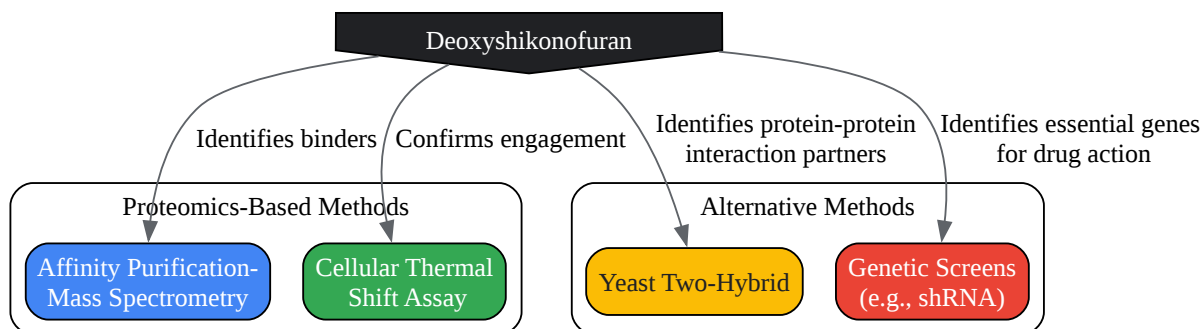 Deoxyshikonofuran
Identifies binders
Confirms engagement
Identifies protein-protein
interaction partners
Identifies essential genes
for drug action
Proteomics-Based Methods
Alternative Methods
Affinity Purification-
Mass Spectrometry
Cellular Thermal
Shift Assay
Yeast Two-Hybrid
Genetic Screens
(e.g., shRNA)